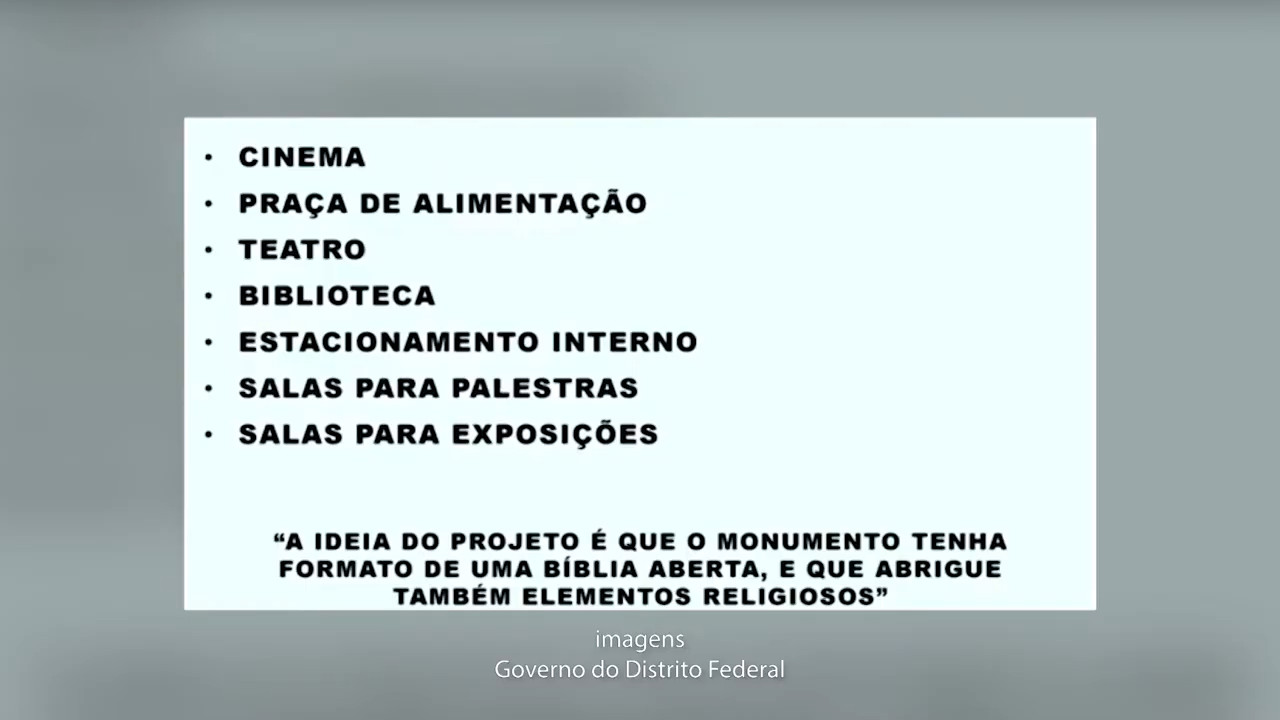 • CINEMA
• PRAÇA DE ALIMENTAÇÃO
• TEATRO
• BIBLIOTECA
• ESTACIONAMENTO INTERNO
• SALAS PARA PALESTRAS
• SALAS PARA EXPOSIÇÕES
“A IDEIA DO PROJETO É QUE O MONUMENTO TENHA
FORMATO DE UMA BÍBLIA ABERTA, E QUE ABRIGUE
TAMBÉM ELEMENTOS RELIGIOSOS”
imagens
Governo do Distrito Federal